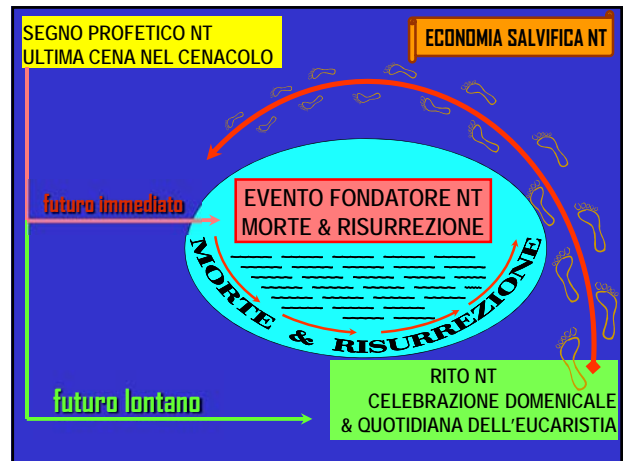 SEGNO PROFETICO NT
ULTIMA CENA NEL CENACOLO
ECONOMIA SALVIFICA NT
futuro immediato
EVENTO FONDATORE NT
MORTE & RISURREZIONE
MORTE & RISURREZIONE
futuro lontano
RITO NT
CELEBRAZIONE DOMENICALE
& QUOTIDIANA DELL'EUCARISTIA